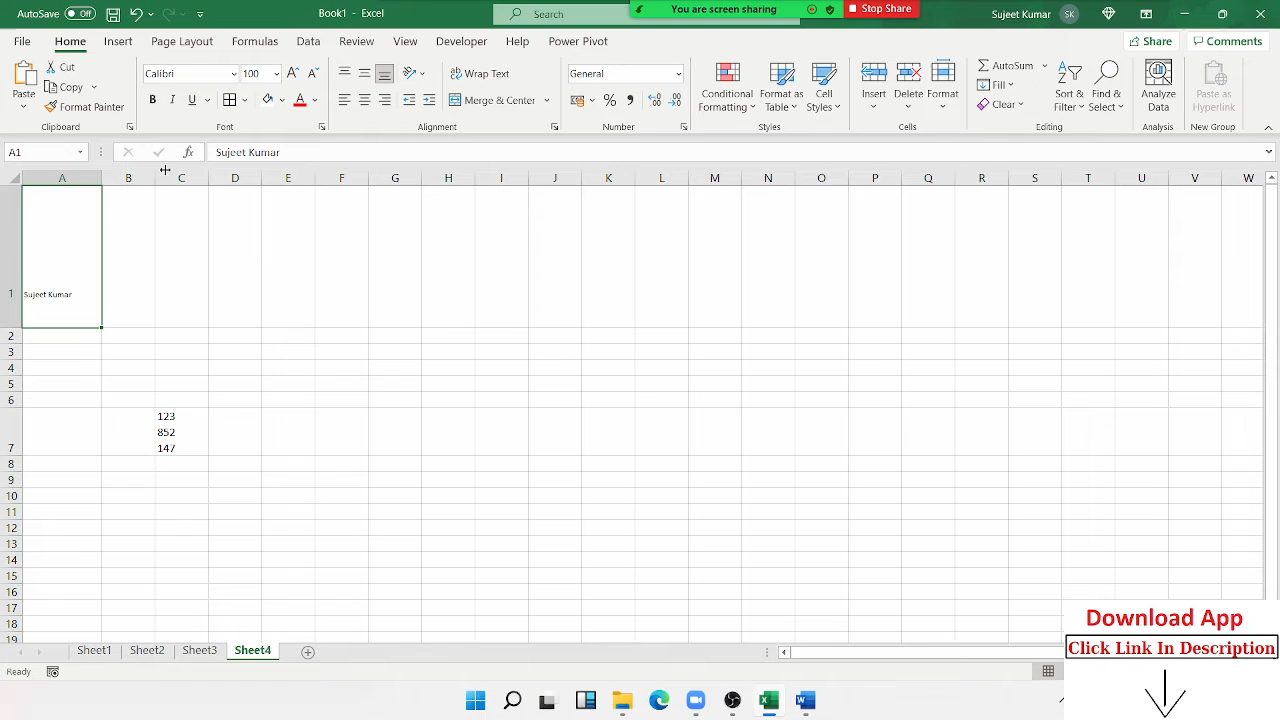 AutoSave Off
Book1 - Excel
Search
You are screen sharing
Stop Share
Sujeet Kumar
SK
File Home Insert Page Layout Formulas Data Review View Developer Help Power Pivot
Share
Comments
Paste
Cut
Copy
Format Painter
Clipboard
Calibri
100
B I U
Font
Wrap Text
Merge & Center
Alignment
General
Number
Conditional Formatting
Format as Table
Cell Styles
Styles
Insert
Delete
Format
Cells
AutoSum
Fill
Clear
Sort & Filter
Find & Select
Editing
Analyze Data
Analysis
Paste as Hyperlink
New Group
A1
fx
Sujeet Kumar
A B C D E F G H I J K L M N O P Q R S T U V W
1
Sujeet Kumar
2
3
4
5
6
123
852
7 147
8
9
10
11
12
13
14
15
16
17
18
19
Sheet1 Sheet2 Sheet3 Sheet4
Ready
Download App
Click Link In Description